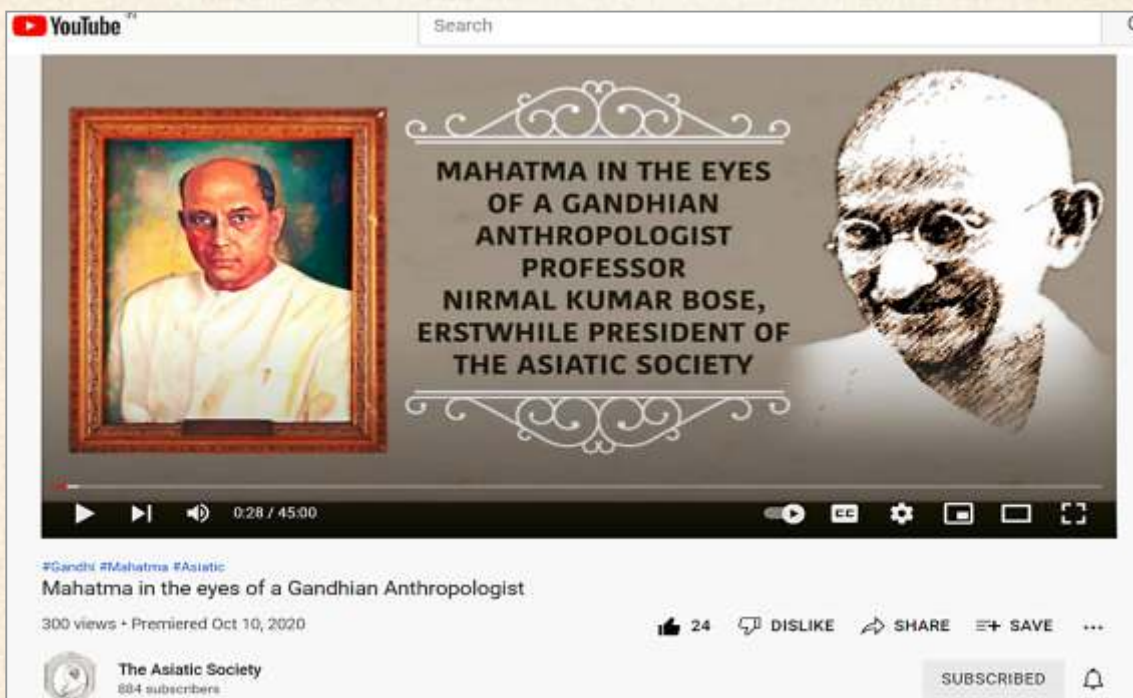 YouTube IN
Search
MAHATMA IN THE EYES
OF A GANDHIAN
ANTHROPOLOGIST
PROFESSOR
NIRMAL KUMAR BOSE,
ERSTWHILE PRESIDENT OF
THE ASIATIC SOCIETY
0:28 / 45:00
CC
#Gandhi #Mahatma #Asiatic
Mahatma in the eyes of a Gandhian Anthropologist
300 views • Premiered Oct 10, 2020
24 DISLIKE SHARE SAVE
The Asiatic Society
884 subscribers
SUBSCRIBED